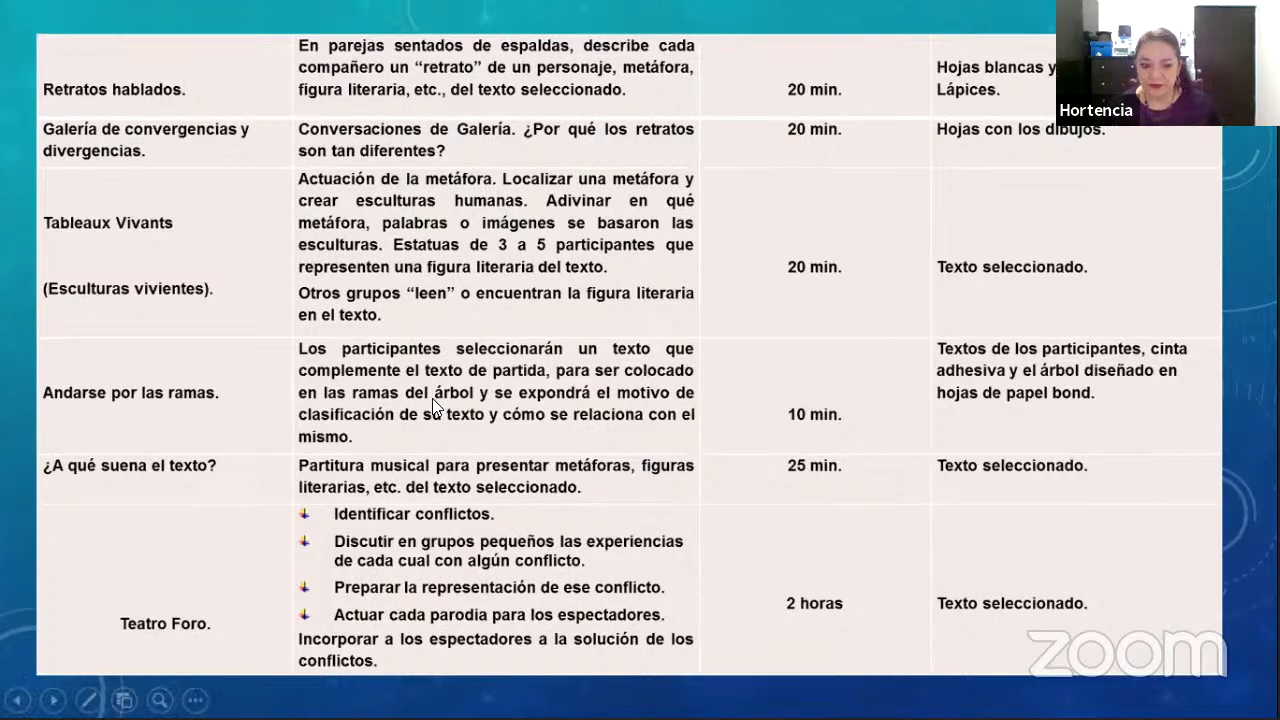 En parejas sentados de espaldas, describe cada
compañero un “retrato” de un personaje, metáfora,
figura literaria, etc., del texto seleccionado.
Retratos hablados.
20 min.
Hojas blancas y
Lápices.
Hortencia
Galería de convergencias y
divergencias.
Conversaciones de Galería. ¿Por qué los retratos
son tan diferentes?
20 min.
Hojas con los dibujos.
Tableaux Vivants
(Esculturas vivientes).
Actuación de la metáfora. Localizar una metáfora y
crear esculturas humanas. Adivinar en qué
metáfora, palabras o imágenes se basaron las
esculturas. Estatuas de 3 a 5 participantes que
representen una figura literaria del texto.
Otros grupos “leen” o encuentran la figura literaria
en el texto.
20 min.
Texto seleccionado.
Andarse por las ramas.
Los participantes seleccionarán un texto que
complemente el texto de partida, para ser colocado
en las ramas del árbol y se expondrá el motivo de
clasificación de su texto y cómo se relaciona con el
mismo.
10 min.
Textos de los participantes, cinta
adhesiva y el árbol diseñado en
hojas de papel bond.
¿A qué suena el texto?
Partitura musical para presentar metáforas, figuras
literarias, etc. del texto seleccionado.
25 min.
Texto seleccionado.
Teatro Foro.
Identificar conflictos.
Discutir en grupos pequeños las experiencias
de cada cual con algún conflicto.
Preparar la representación de ese conflicto.
Actuar cada parodia para los espectadores.
Incorporar a los espectadores a la solución de los
conflictos.
2 horas
Texto seleccionado.
zoom